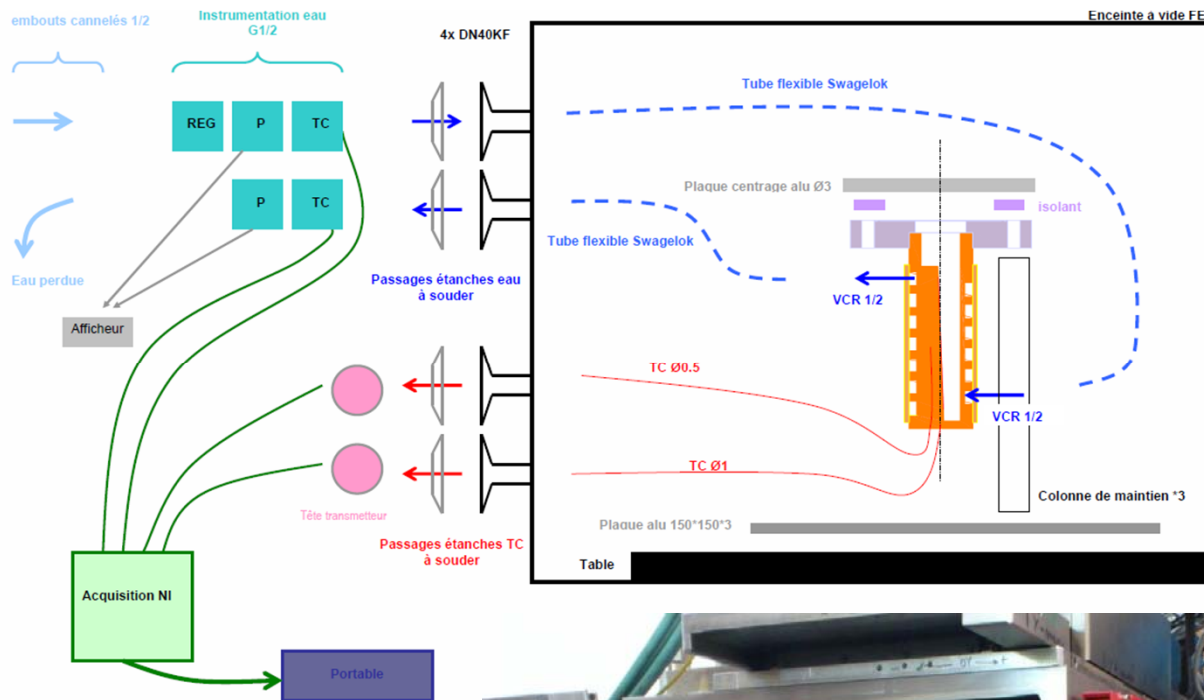 embouts cannelés 1/2
Instrumentation eau
G1/2
4x DN40KF
Enceinte à vide FE
Tube flexible Swagelok
REG
P
TC
P
TC
Plaque centrage alu Ø3
isolant
Tube flexible Swagelok
Eau perdue
Passages étanches eau
à souder
VCR 1/2
Afficheur
TC Ø0.5
VCR 1/2
TC Ø1
Colonne de maintien *3
Tête transmetteur
Plaque alu 150*150*3
Passages étanches TC
à souder
Table
Acquisition NI
Portable